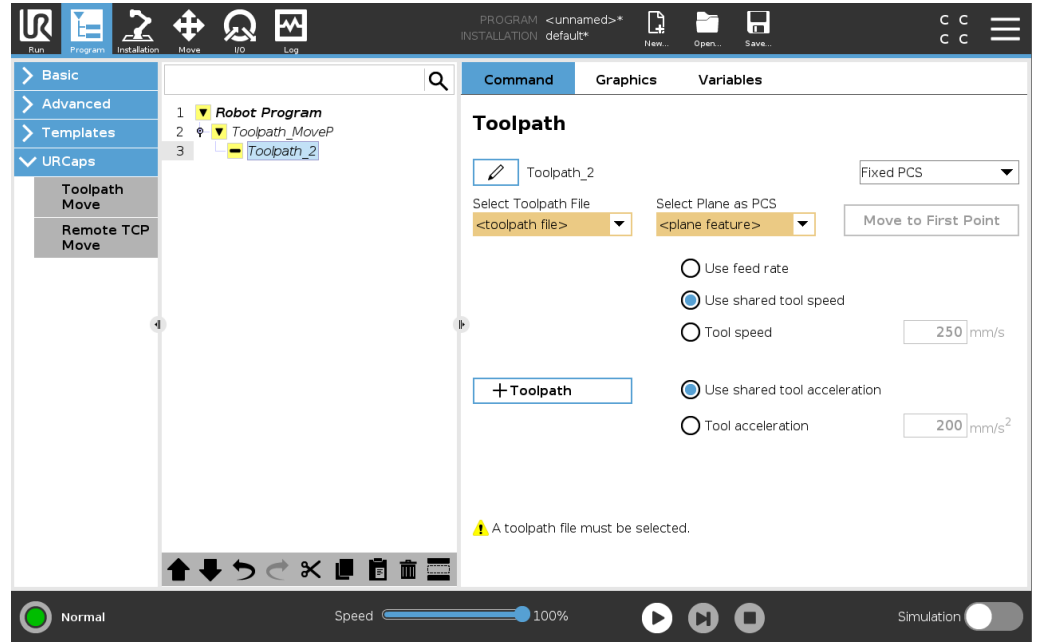 UR
PROGRAM <unnamed>*
INSTALLATION default*
C C
C C
Run Program Installation Move I/O Log New... Open... Save...
Basic
Advanced
Templates
URCaps
Toolpath
Move
Remote TCP
Move
1 Robot Program
2 Toolpath_MoveP
3 Toolpath_2
Command Graphics Variables
Toolpath
Toolpath_2 Fixed PCS
Select Toolpath File Select Plane as PCS
<toolpath file> <plane feature> Move to First Point
Use feed rate
Use shared tool speed
Tool speed 250 mm/s
+Toolpath Use shared tool acceleration
Tool acceleration 200 mm/s²
A toolpath file must be selected.
Normal Speed 100% Simulation